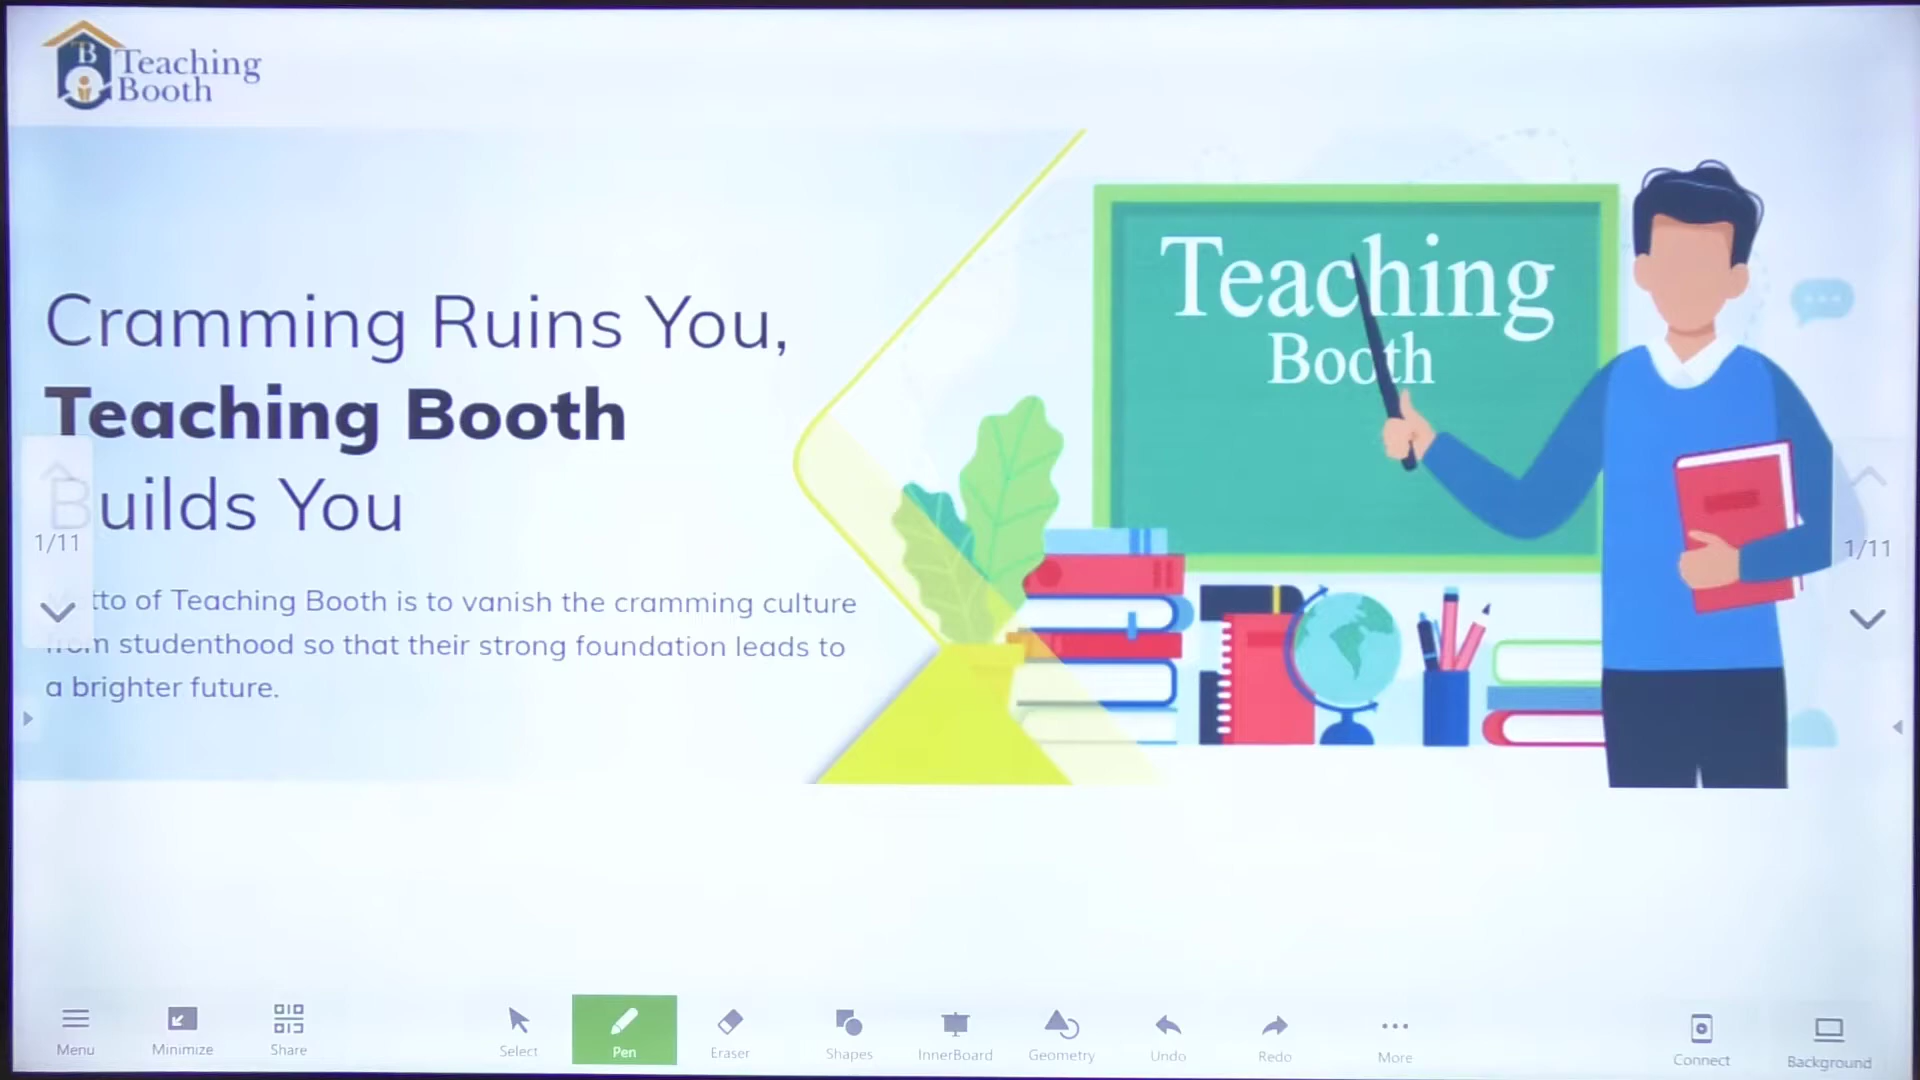 Teaching
Booth
Cramming Ruins You,
Teaching Booth
Builds You
tto of Teaching Booth is to vanish the cramming culture
from studenthood so that their strong foundation leads to
a brighter future.
Teaching
Booth
1/11
1/11
Menu
Minimize
Share
Select
Pen
Eraser
Shapes
InnerBoard
Geometry
Undo
Redo
More
Connect
Background